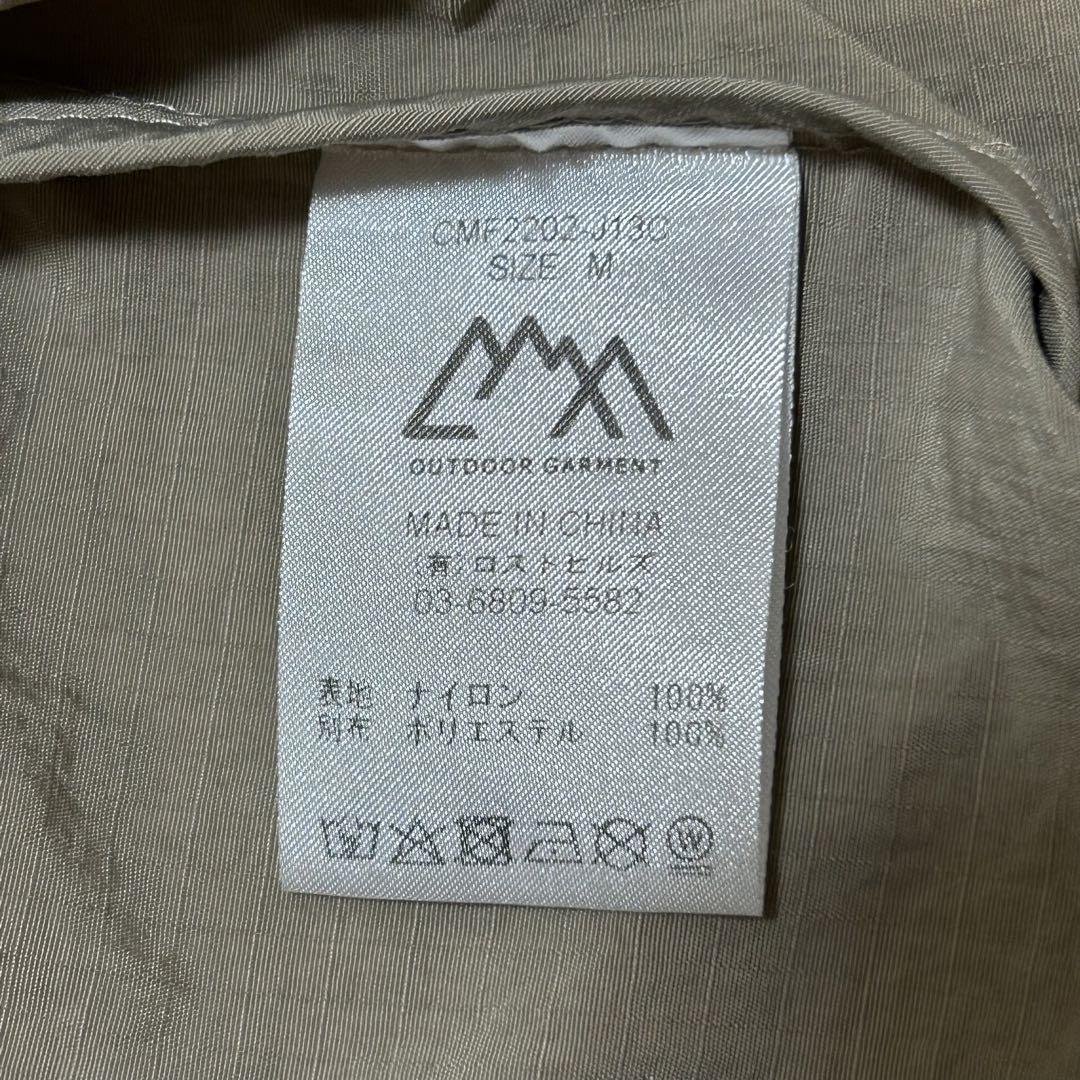 CMF2202-J13C
SIZE M
OUTDOOR GARMENT
MADE IN CHINA
(有)ロストヒルズ
03-6809-5582
表地 ナイロン 100%
別布 ポリエステル 100%
W